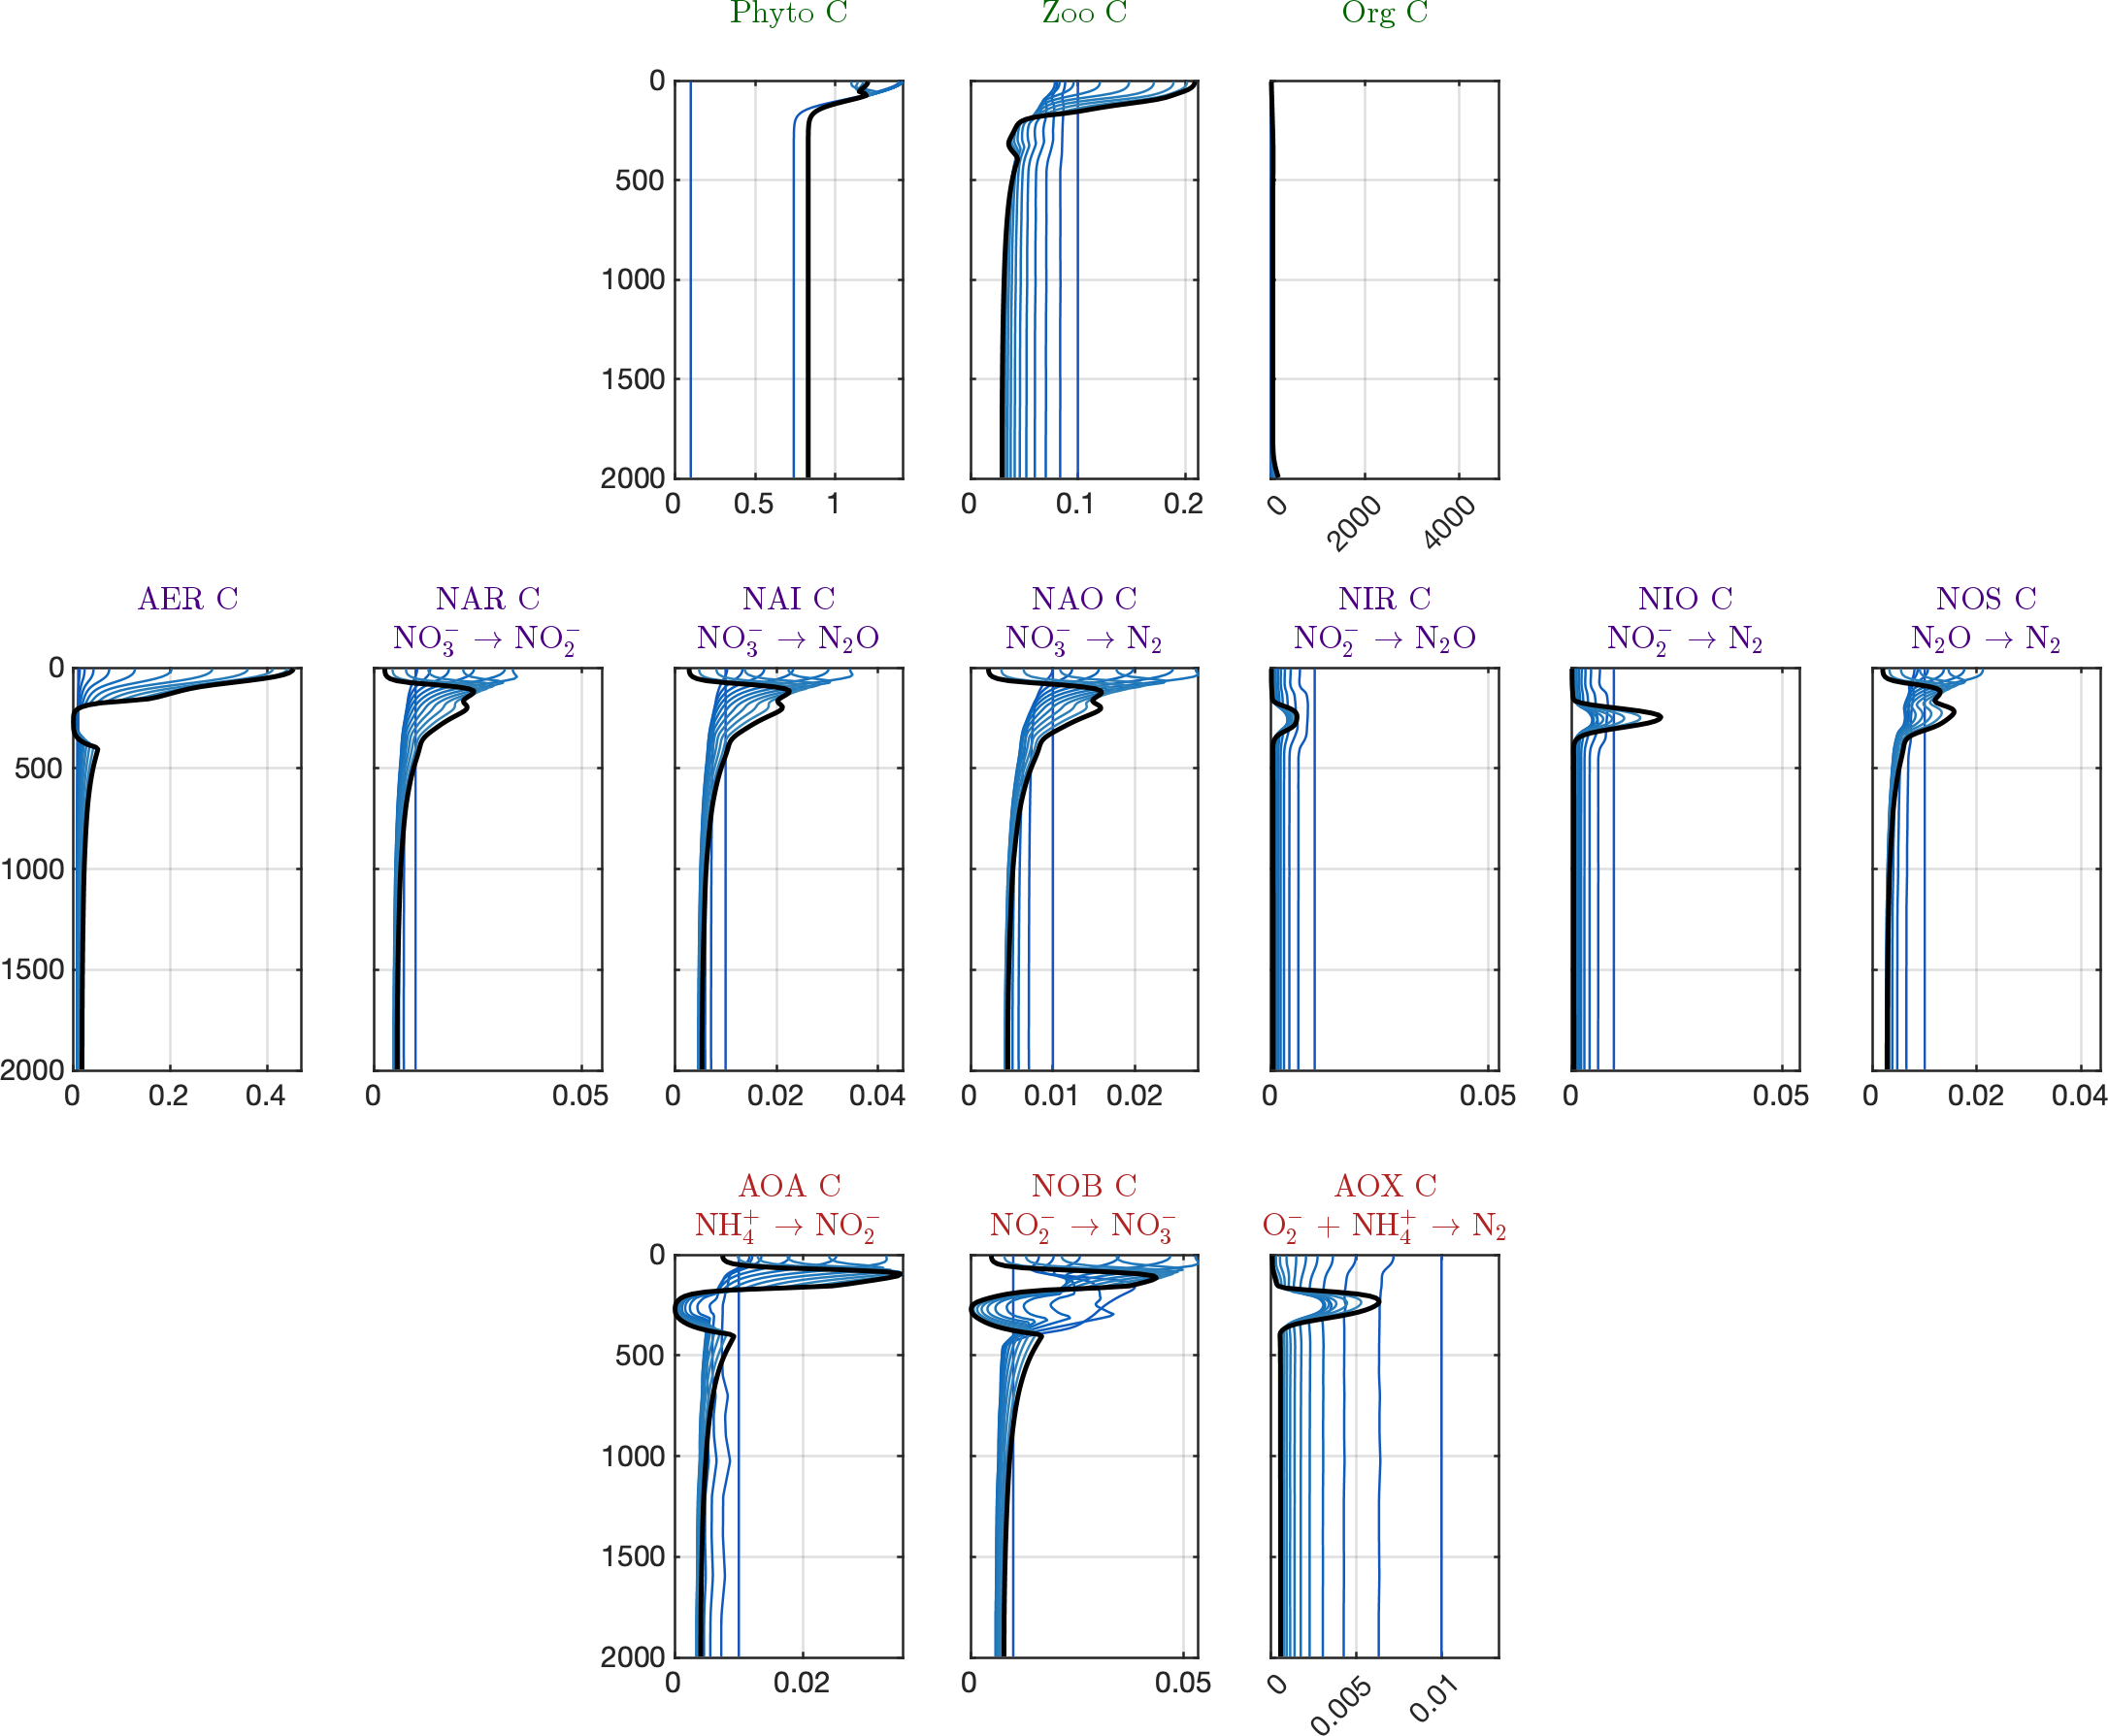 Phyto C Zoo C Org C
0
500
1000
1500
2000
0 0.5 1 0 0.1 0.2 0 2000 4000
AER C NAR C NAI C NAO C NIR C NIO C NOS C
NO₃⁻ → NO₂⁻ NO₃⁻ → N₂O NO₃⁻ → N₂ NO₂⁻ → N₂O NO₂⁻ → N₂ N₂O → N₂
0
500
1000
1500
2000
0 0.2 0.4 0 0.05 0 0.02 0.04 0 0.01 0.02 0 0.05 0 0.05 0 0.02 0.04
AOA C NOB C AOX C
NH₄⁺ → NO₂⁻ NO₂⁻ → NO₃⁻ O₂⁻ + NH₄⁺ → N₂
0
500
1000
1500
2000
0 0.02 0 0.05 0 0.005 0.01